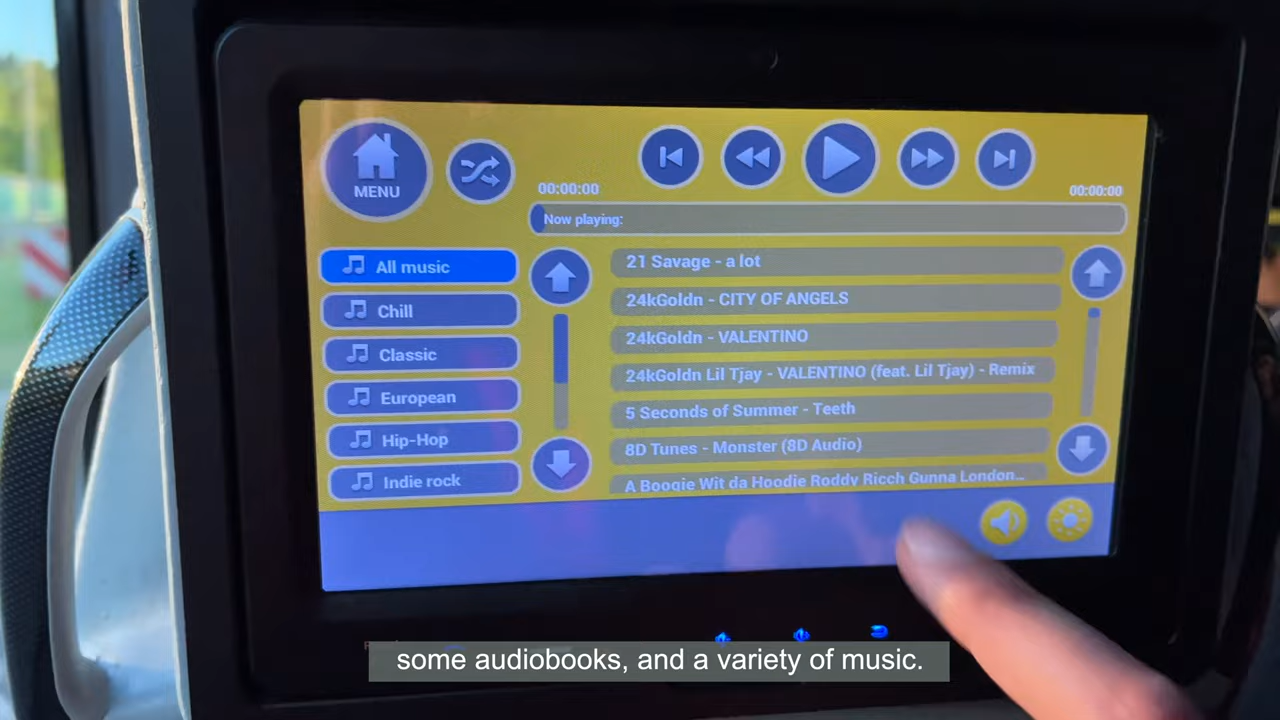 MENU
00:00:00
00:00:00
Now playing:
All music
Chill
Classic
European
Hip-Hop
Indie rock
21 Savage - a lot
24kGoldn - CITY OF ANGELS
24kGoldn - VALENTINO
24kGoldn Lil Tjay - VALENTINO (feat. Lil Tjay) - Remix
5 Seconds of Summer - Teeth
8D Tunes - Monster (8D Audio)
A Boogie Wit da Hoodie Roddy Ricch Gunna London...
some audiobooks, and a variety of music.